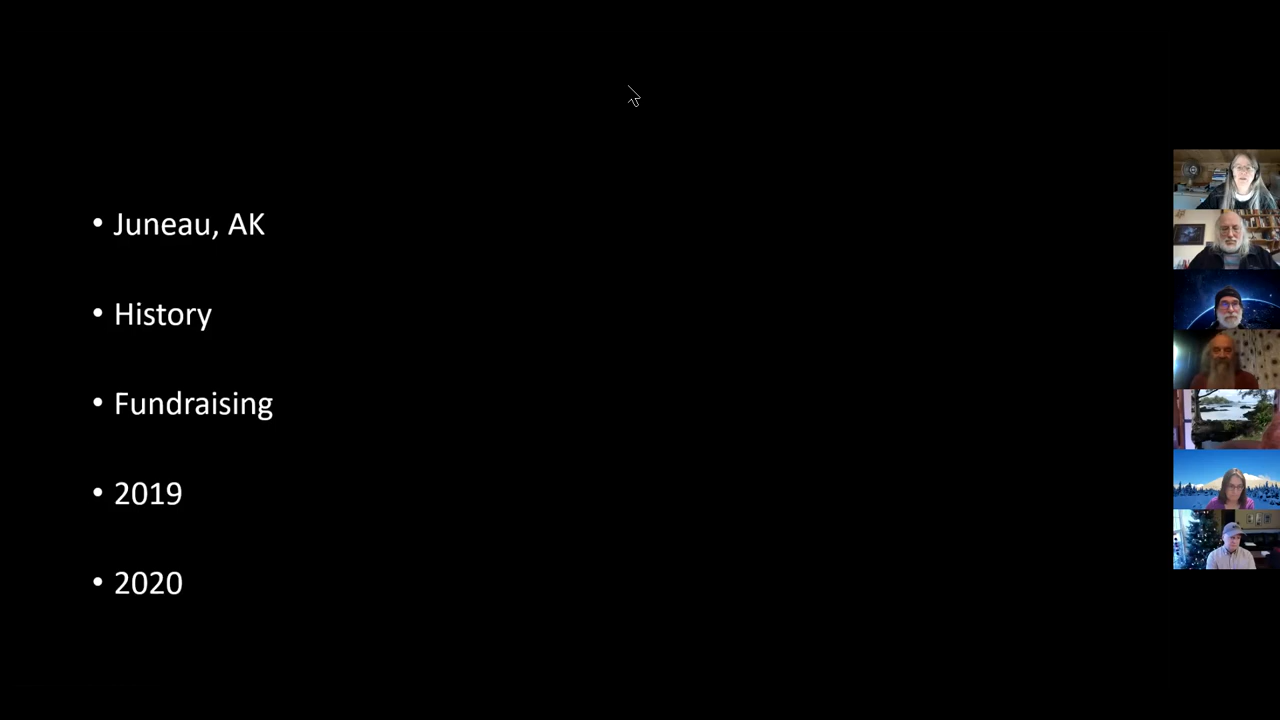 • Juneau, AK
• History
• Fundraising
• 2019
• 2020